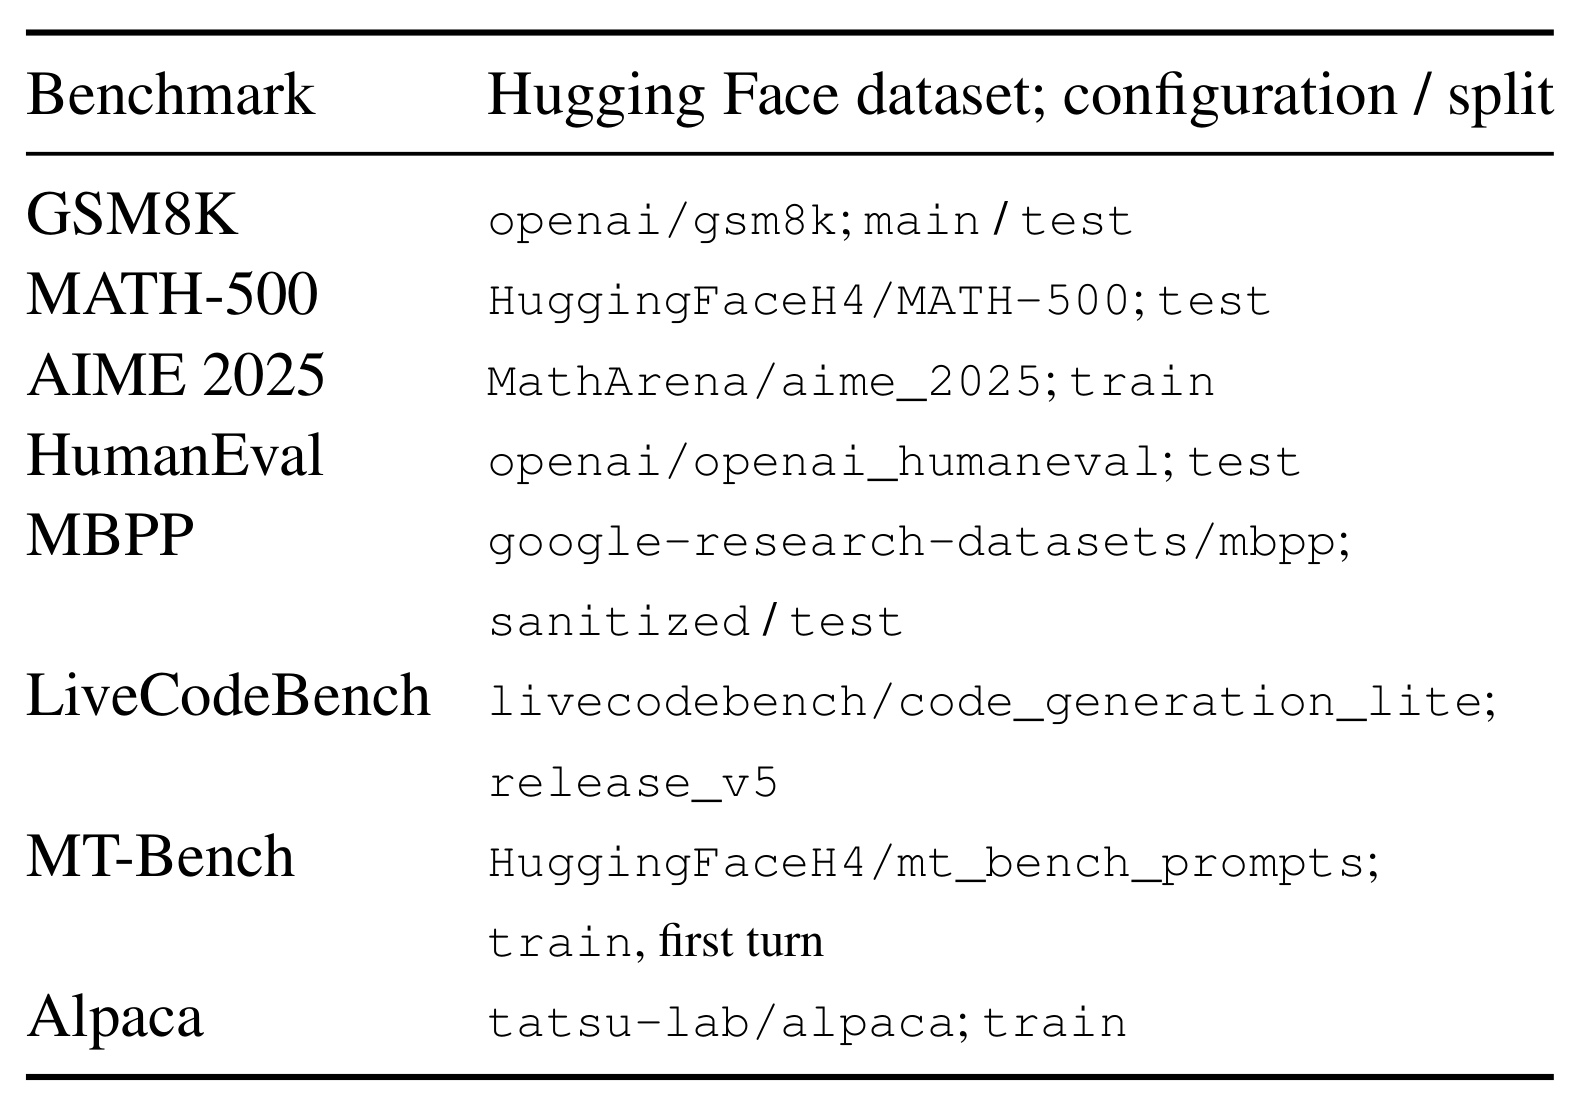 Benchmark Hugging Face dataset; configuration / split
GSM8K openai/gsm8k; main / test
MATH-500 HuggingFaceH4/MATH-500; test
AIME 2025 MathArena/aime_2025; train
HumanEval openai/openai_humaneval; test
MBPP google-research-datasets/mbpp;
sanitized / test
LiveCodeBench livecodebench/code_generation_lite;
release_v5
MT-Bench HuggingFaceH4/mt_bench_prompts;
train, first turn
Alpaca tatsu-lab/alpaca; train